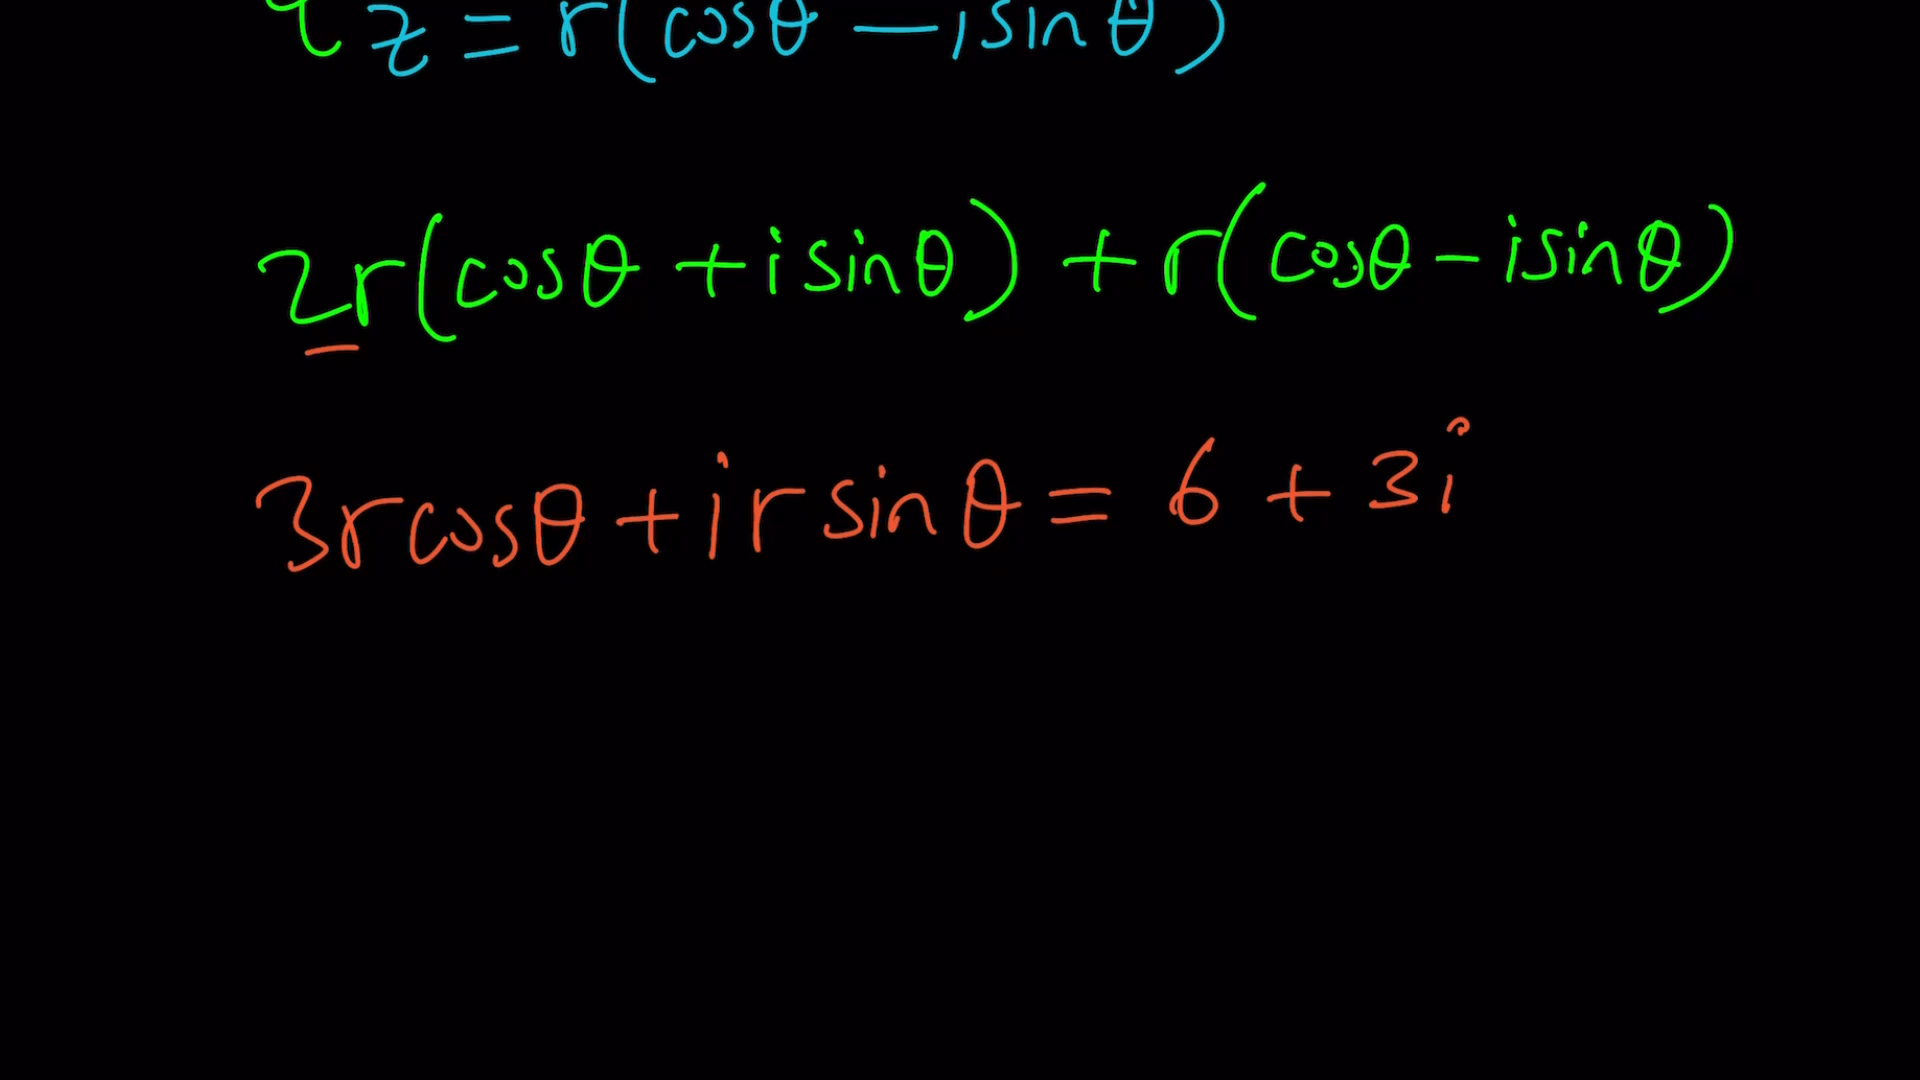 z = r(cosθ - isinθ)
2r(cosθ + isinθ) + r(cosθ - isinθ)
3rcosθ + irsinθ = 6 + 3i